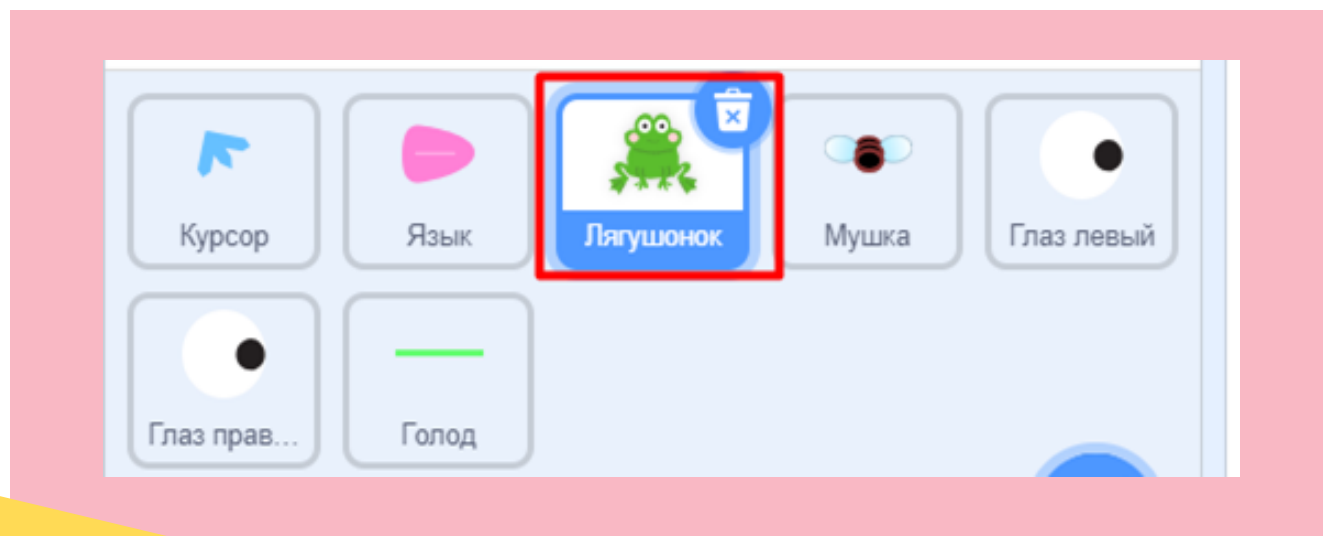 Курсор
Язык
Лягушонок
Мушка
Глаз левый
Глаз прав...
Голод